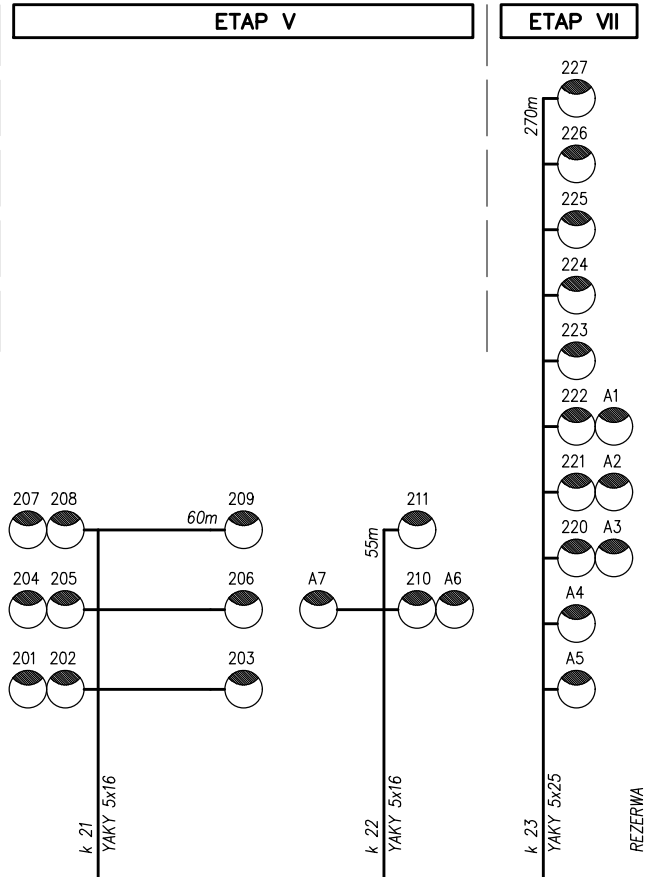 ETAP V
ETAP VII
227
270m
226
225
224
223
222 A1
221 A2
220 A3
A4
A5
207 208
60m
209
204 205
206
201 202
203
211
55m
A7
210 A6
k 21
YAKY 5x16
k 22
YAKY 5x16
k 23
YAKY 5x25
REZERWA